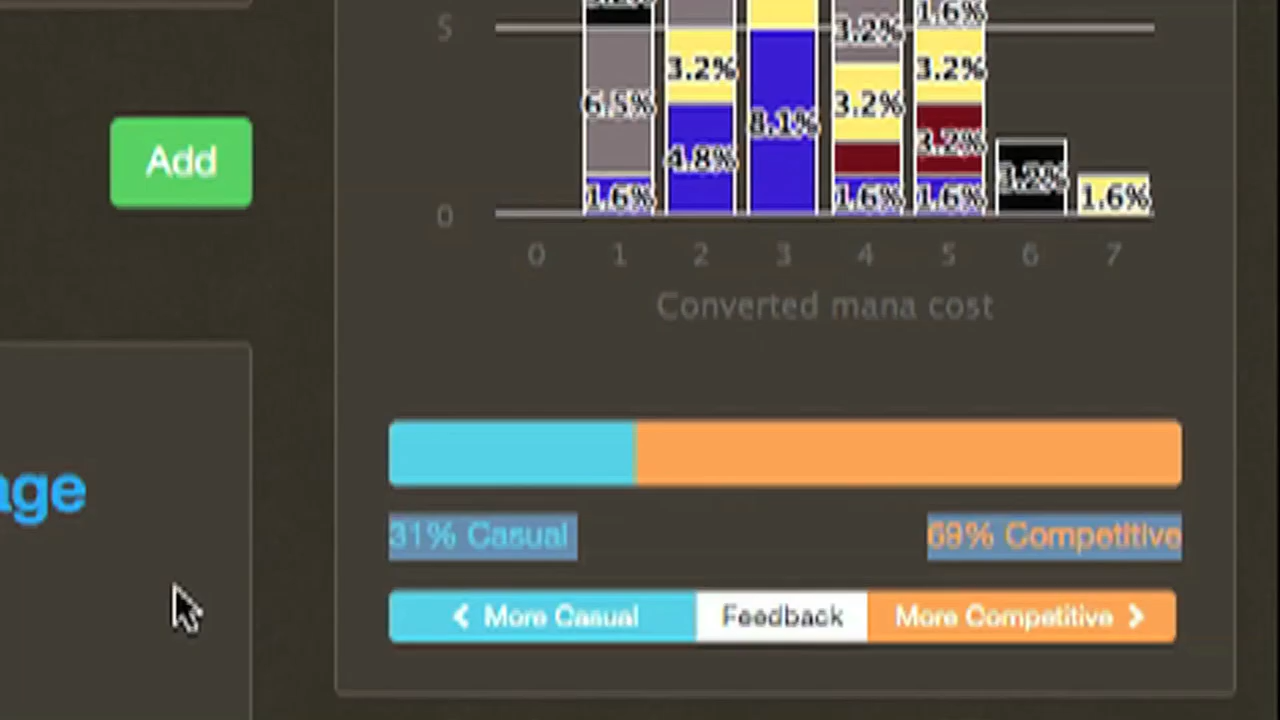 1.6%
5 3.2%
3.2% 3.2%
6.5% 3.2%
Add 8.1% 3.2%
4.8% 3.2%
1.6% 1.6% 1.6% 1.6%
0
0 1 2 3 4 5 6 7
Converted mana cost
age
31% Casual 69% Competitive
More Casual Feedback More Competitive